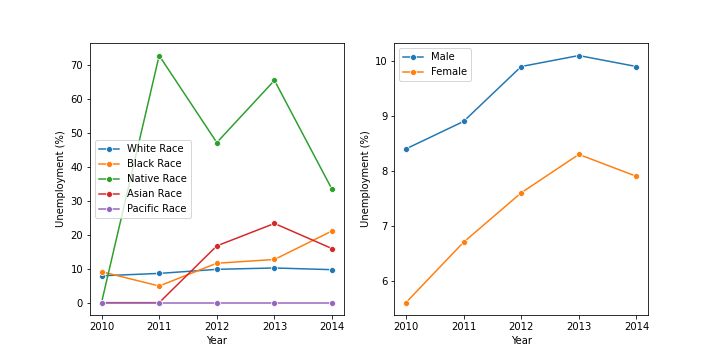 70
60
50
40
30
20
10
0
Unemployment (%)
White Race
Black Race
Native Race
Asian Race
Pacific Race
2010 2011 2012 2013 2014
Year
10
9
8
7
6
Unemployment (%)
Male
Female
2010 2011 2012 2013 2014
Year